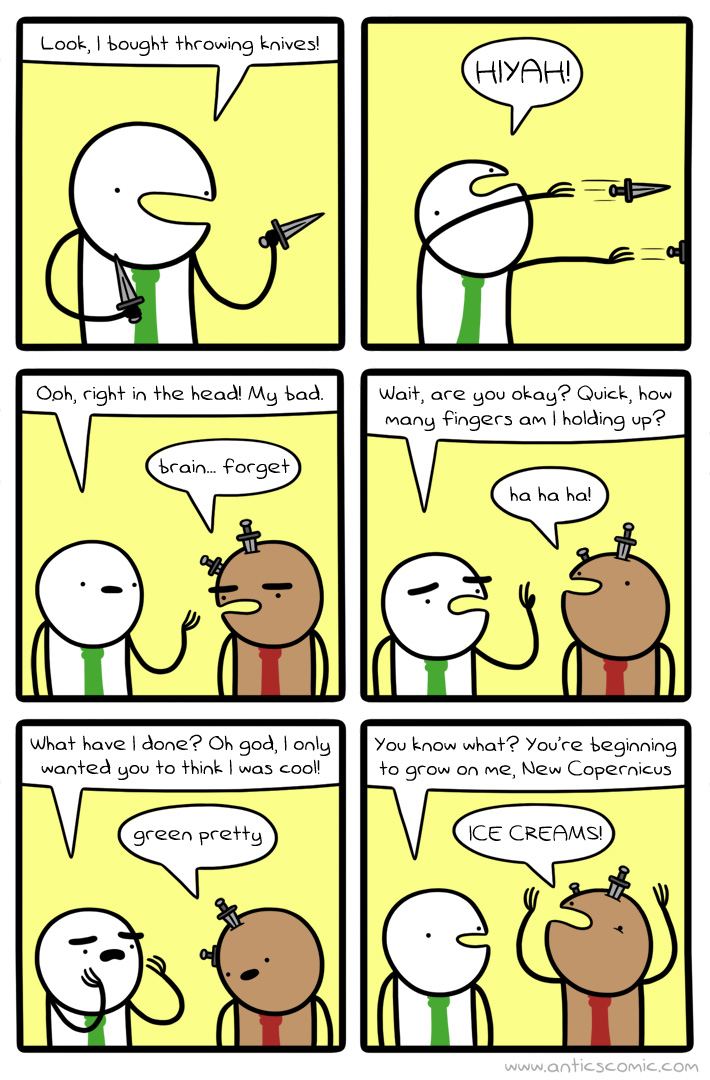 Look, I bought throwing knives!
HIYAH!
Ooh, right in the head! My bad.
brain... forget
Wait, are you okay? Quick, how
many fingers am I holding up?
ha ha ha!
What have I done? Oh god, I only
wanted you to think I was cool!
green pretty
You know what? You're beginning
to grow on me, New Copernicus
ICE CREAMS!
www.anticscomic.com